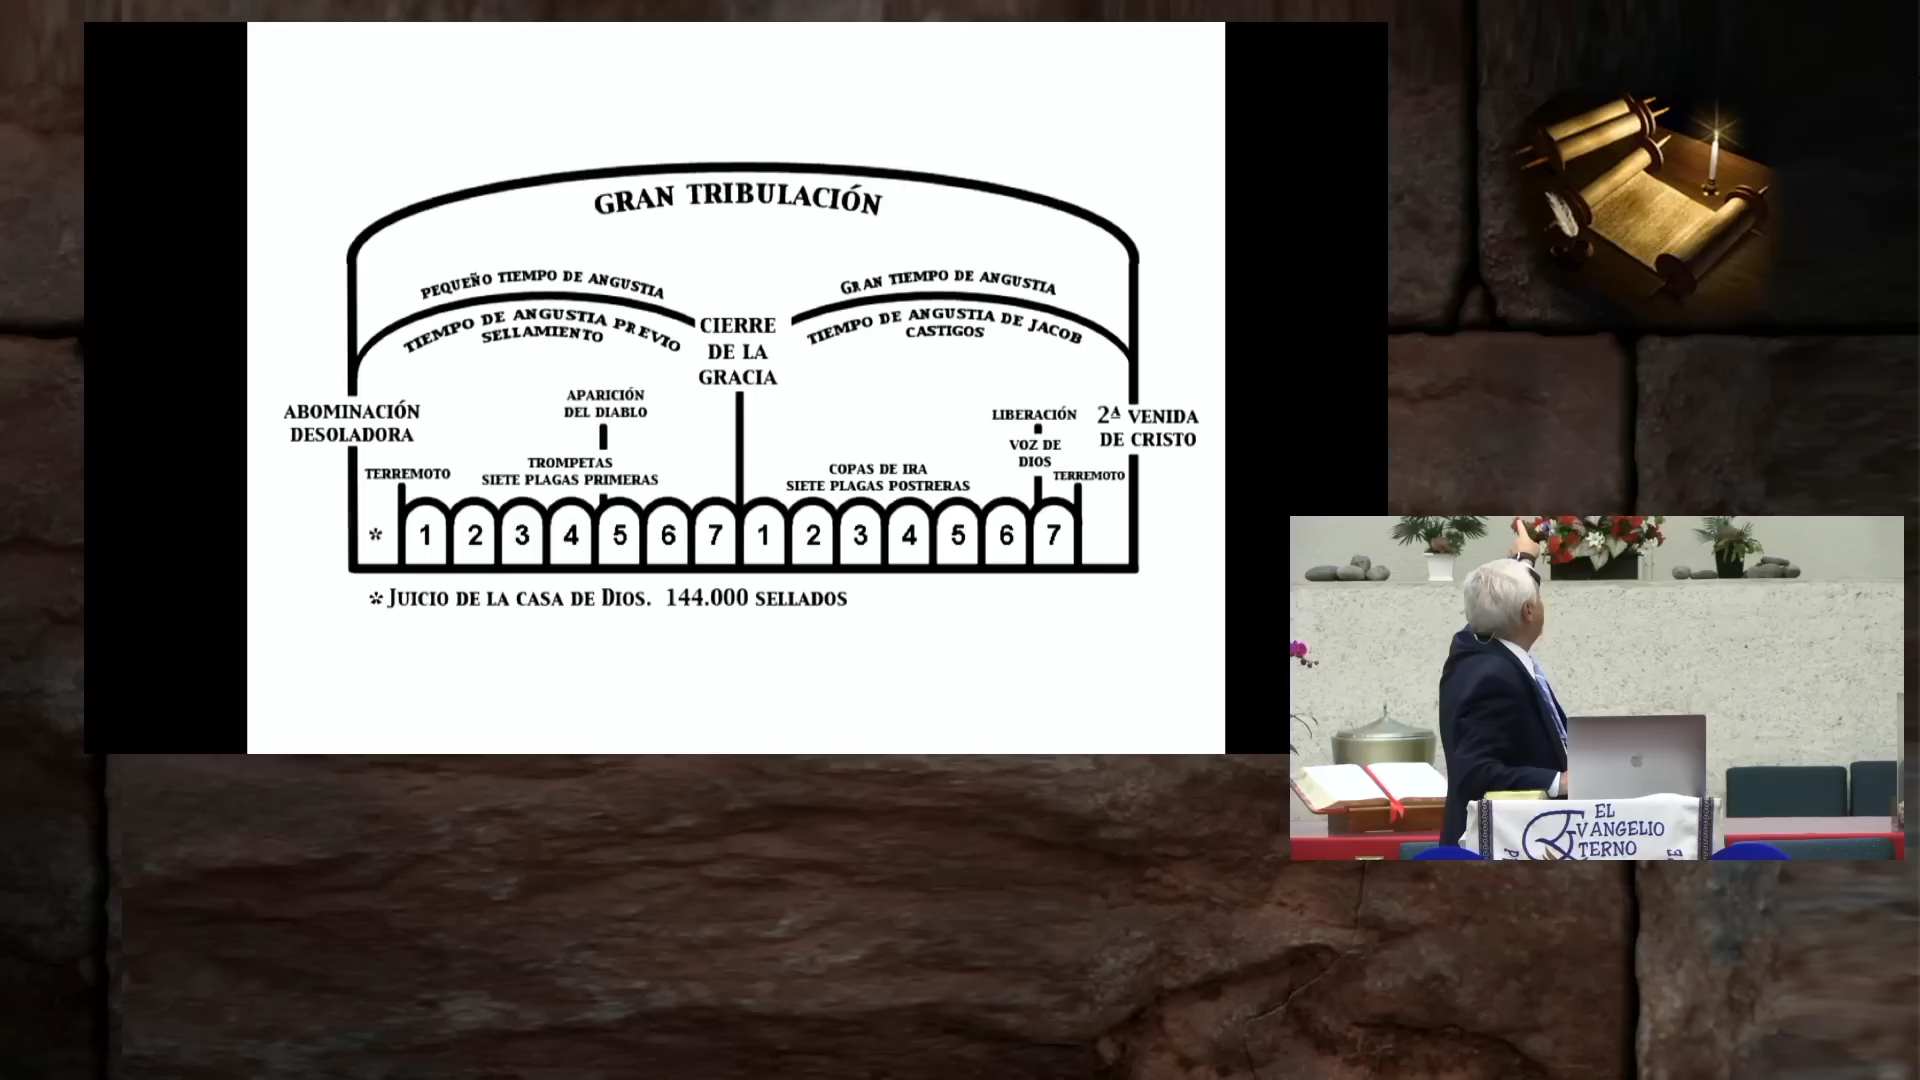 GRAN TRIBULACIÓN
PEQUEÑO TIEMPO DE ANGUSTIA
TIEMPO DE ANGUSTIA PREVIO
SELLAMIENTO
GRAN TIEMPO DE ANGUSTIA
TIEMPO DE ANGUSTIA DE JACOB
CASTIGOS
CIERRE
DE LA
GRACIA
ABOMINACIÓN
DESOLADORA
APARICIÓN
DEL DIABLO
LIBERACIÓN
VOZ DE
DIOS
2ª VENIDA
DE CRISTO
TERREMOTO
TROMPETAS
SIETE PLAGAS PRIMERAS
COPAS DE IRA
SIETE PLAGAS POSTRERAS
TERREMOTO
* 1 2 3 4 5 6 7 1 2 3 4 5 6 7
* JUICIO DE LA CASA DE DIOS. 144.000 SELLADOS
EL
EVANGELIO
ETERNO